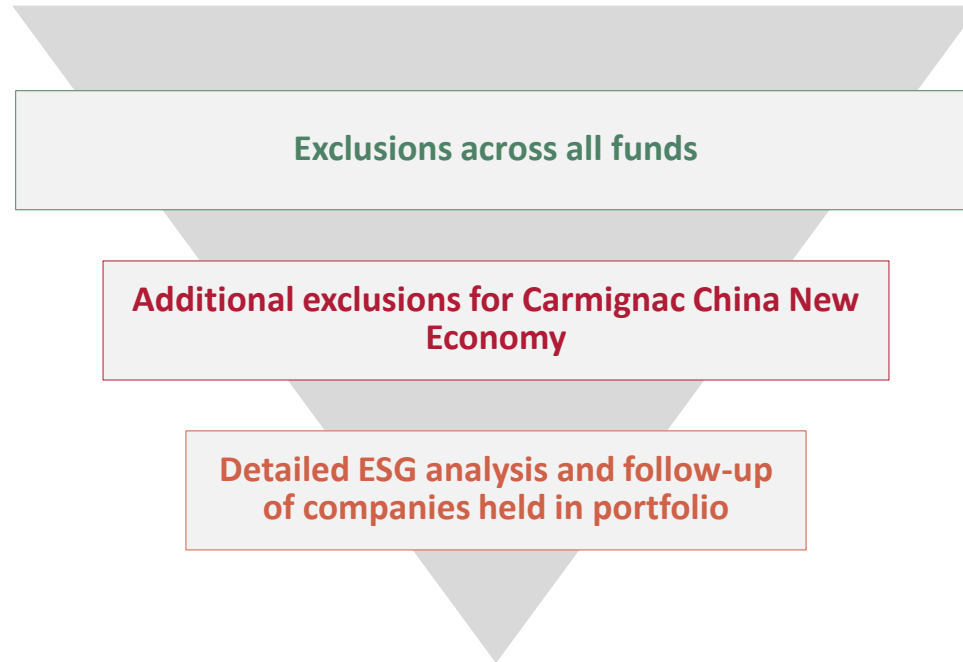 Exclusions across all funds
Additional exclusions for Carmignac China New
Economy
Detailed ESG analysis and follow-up
of companies held in portfolio